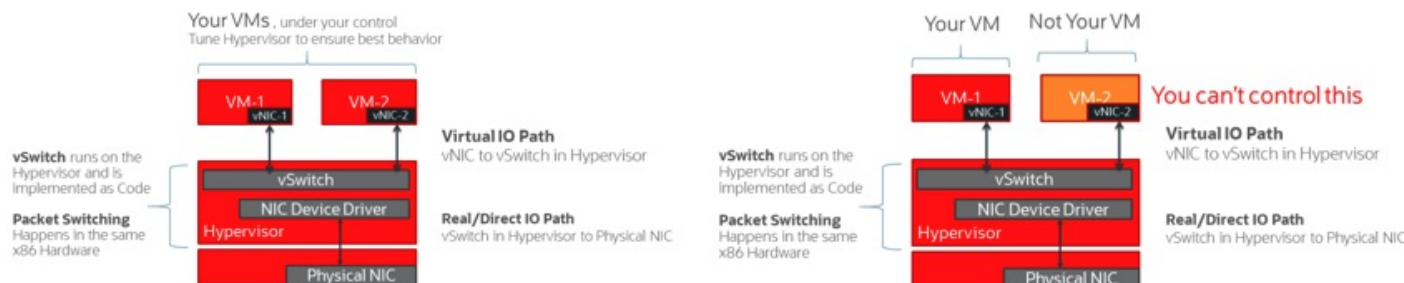 Your VMs , under your control
Tune Hypervisor to ensure best behavior
VM-1
vNIC-1
VM-2
vNIC-2
Virtual IO Path
vNIC to vSwitch in Hypervisor
vSwitch runs on the
Hypervisor and is
implemented as Code
vSwitch
NIC Device Driver
Packet Switching
Happens in the same
x86 Hardware
Hypervisor
Real/Direct IO Path
vSwitch in Hypervisor to Physical NIC
Physical NIC
Your VM
Not Your VM
VM-1
vNIC-1
VM-2
vNIC-2
You can't control this
Virtual IO Path
vNIC to vSwitch in Hypervisor
vSwitch runs on the
Hypervisor and is
implemented as Code
vSwitch
NIC Device Driver
Packet Switching
Happens in the same
x86 Hardware
Hypervisor
Real/Direct IO Path
vSwitch in Hypervisor to Physical NIC
Physical NIC